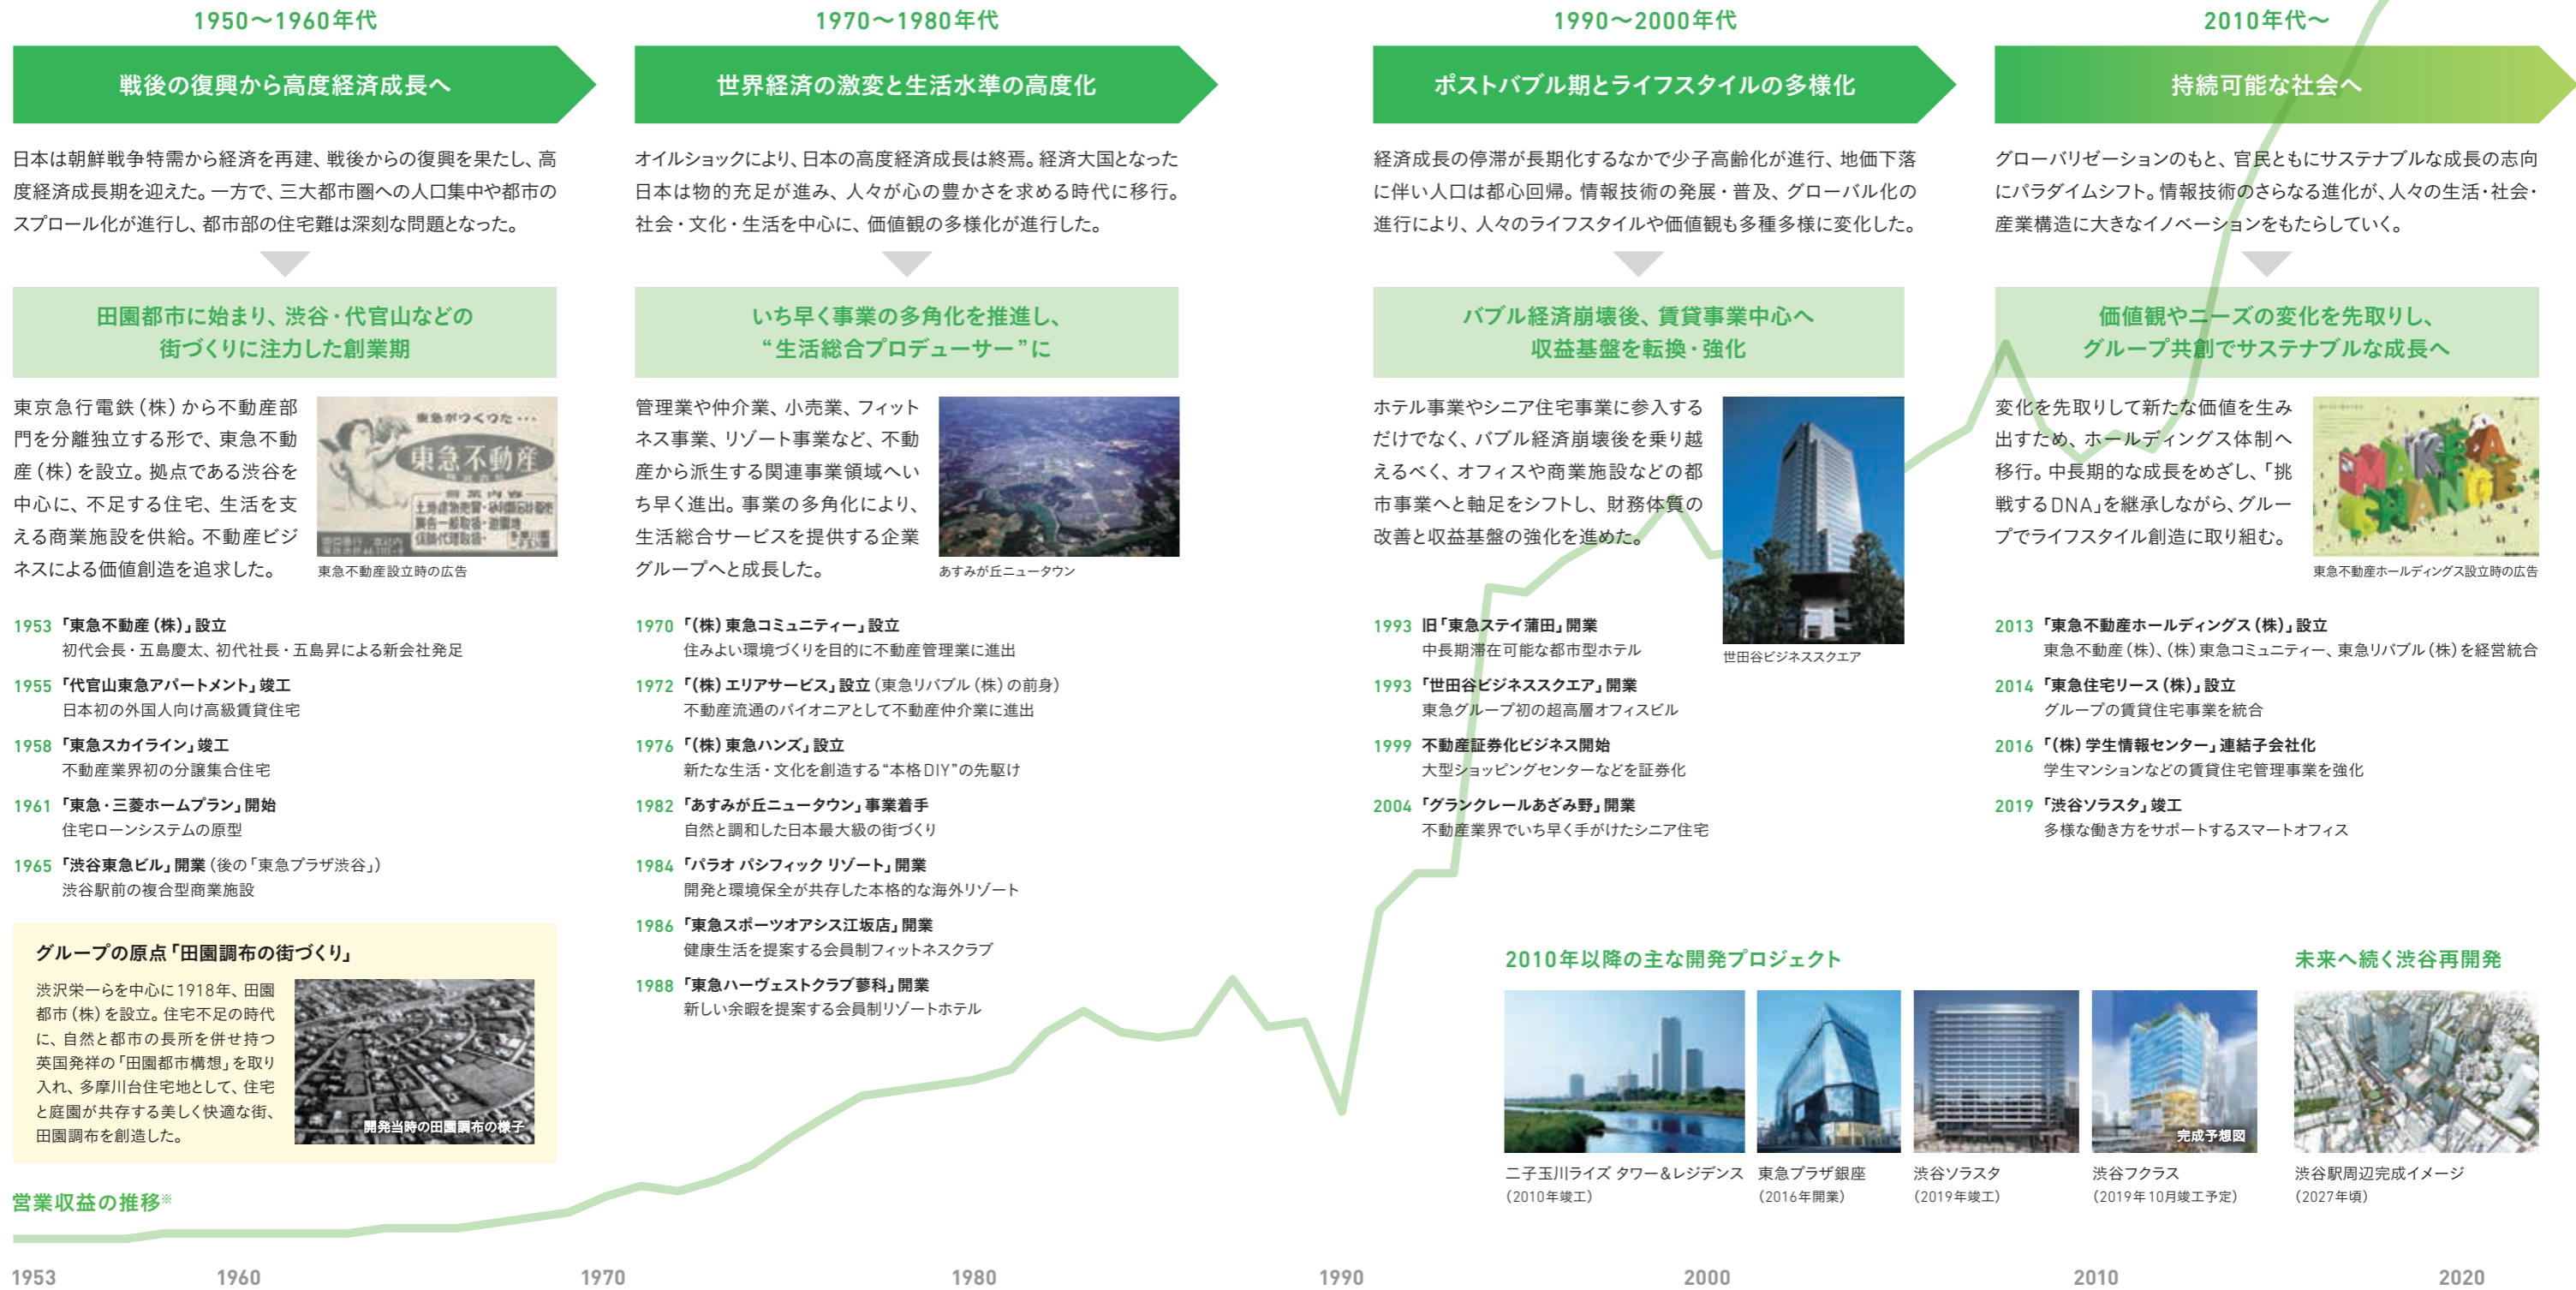 1950〜1960年代
戦後の復興から高度経済成長へ
日本は朝鮮戦争特需から経済を再建、戦後からの復興を果たし、高
度経済成長期を迎えた。一方で、三大都市圏への人口集中や都市の
スプロール化が進行し、都市部の住宅難は深刻な問題となった。
田園都市に始まり、渋谷・代官山などの
街づくりに注力した創業期
東京急行電鉄(株)から不動産部
門を分離独立する形で、東急不動
産(株)を設立。拠点である渋谷を
中心に、不足する住宅、生活を支
える商業施設を供給。不動産ビジ
ネスによる価値創造を追求した。
東急がつくつた…
東急不動産
東急不動産設立時の広告
1953 「東急不動産(株)」設立
初代会長・五島慶太、初代社長・五島昇による新会社発足
1955 「代官山東急アパートメント」竣工
日本初の外国人向け高級賃貸住宅
1958 「東急スカイライン」竣工
不動産業界初の分譲集合住宅
1961 「東急・三菱ホームプラン」開始
住宅ローンシステムの原型
1965 「渋谷東急ビル」開業(後の「東急プラザ渋谷」)
渋谷駅前の複合型商業施設
グループの原点「田園調布の街づくり」
渋沢栄一らを中心に1918年、田園
都市(株)を設立。住宅不足の時代
に、自然と都市の長所を併せ持つ
英国発祥の「田園都市構想」を取り
入れ、多摩川台住宅地として、住宅
と庭園が共存する美しく快適な街、
田園調布を創造した。
開発当時の田園調布の様子
1970〜1980年代
世界経済の激変と生活水準の高度化
オイルショックにより、日本の高度経済成長は終焉。経済大国となった
日本は物的充足が進み、人々が心の豊かさを求める時代に移行。
社会・文化・生活を中心に、価値観の多様化が進行した。
いち早く事業の多角化を推進し、
“生活総合プロデューサー”に
管理業や仲介業、小売業、フィット
ネス事業、リゾート事業など、不動
産から派生する関連事業領域へい
ち早く進出。事業の多角化により、
生活総合サービスを提供する企業
グループへと成長した。
あすみが丘ニュータウン
1970 「(株)東急コミュニティー」設立
住みよい環境づくりを目的に不動産管理業に進出
1972 「(株)エリアサービス」設立(東急リバブル(株)の前身)
不動産流通のパイオニアとして不動産仲介業に進出
1976 「(株)東急ハンズ」設立
新たな生活・文化を創造する“本格DIY”の先駆け
1982 「あすみが丘ニュータウン」事業着手
自然と調和した日本最大級の街づくり
1984 「パラオ パシフィック リゾート」開業
開発と環境保全が共存した本格的な海外リゾート
1986 「東急スポーツオアシス江坂店」開業
健康生活を提案する会員制フィットネスクラブ
1988 「東急ハーヴェストクラブ蓼科」開業
新しい余暇を提案する会員制リゾートホテル
1990〜2000年代
ポストバブル期とライフスタイルの多様化
経済成長の停滞が長期化するなかで少子高齢化が進行、地価下落
に伴い人口は都心回帰。情報技術の発展・普及、グローバル化の
進行により、人々のライフスタイルや価値観も多種多様に変化した。
バブル経済崩壊後、賃貸事業中心へ
収益基盤を転換・強化
ホテル事業やシニア住宅事業に参入する
だけでなく、バブル経済崩壊後を乗り越
えるべく、オフィスや商業施設などの都
市事業へと軸足をシフトし、財務体質の
改善と収益基盤の強化を進めた。
世田谷ビジネススクエア
1993 旧「東急ステイ蒲田」開業
中長期滞在可能な都市型ホテル
1993 「世田谷ビジネススクエア」開業
東急グループ初の超高層オフィスビル
1999 不動産証券化ビジネス開始
大型ショッピングセンターなどを証券化
2004 「グランクレールあざみ野」開業
不動産業界でいち早く手がけたシニア住宅
2010年代〜
持続可能な社会へ
グローバリゼーションのもと、官民ともにサステナブルな成長の志向
にパラダイムシフト。情報技術のさらなる進化が、人々の生活・社会・
産業構造に大きなイノベーションをもたらしていく。
価値観やニーズの変化を先取りし、
グループ共創でサステナブルな成長へ
変化を先取りして新たな価値を生み
出すため、ホールディングス体制へ
移行。中長期的な成長をめざし、「挑
戦するDNA」を継承しながら、グルー
プでライフスタイル創造に取り組む。
MAKE A
CHANGE
東急不動産ホールディングス設立時の広告
2013 「東急不動産ホールディングス(株)」設立
東急不動産(株)、(株)東急コミュニティー、東急リバブル(株)を経営統合
2014 「東急住宅リース(株)」設立
グループの賃貸住宅事業を統合
2016 「(株)学生情報センター」連結子会社化
学生マンションなどの賃貸住宅管理事業を強化
2019 「渋谷ソラスタ」竣工
多様な働き方をサポートするスマートオフィス
2010年以降の主な開発プロジェクト
二子玉川ライズ タワー&レジデンス
(2010年竣工)
東急プラザ銀座
(2016年開業)
渋谷ソラスタ
(2019年竣工)
完成予想図
渋谷フクラス
(2019年10月竣工予定)
未来へ続く渋谷再開発
渋谷駅周辺完成イメージ
(2027年頃)
営業収益の推移※
1953 1960 1970 1980 1990 2000 2010 2020